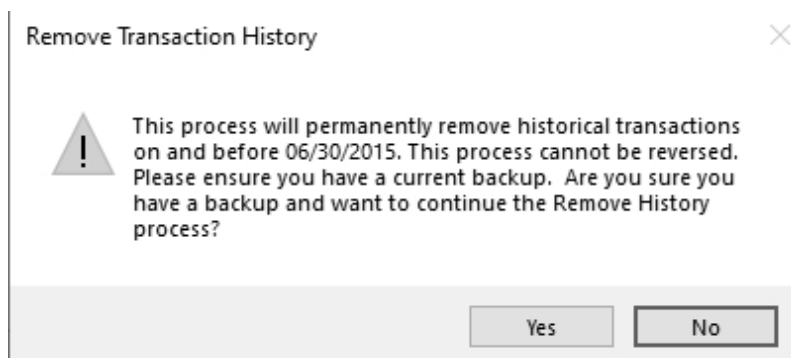 Remove Transaction History
This process will permanently remove historical transactions
on and before 06/30/2015. This process cannot be reversed.
Please ensure you have a current backup.  Are you sure you
have a backup and want to continue the Remove History
process?
Yes No